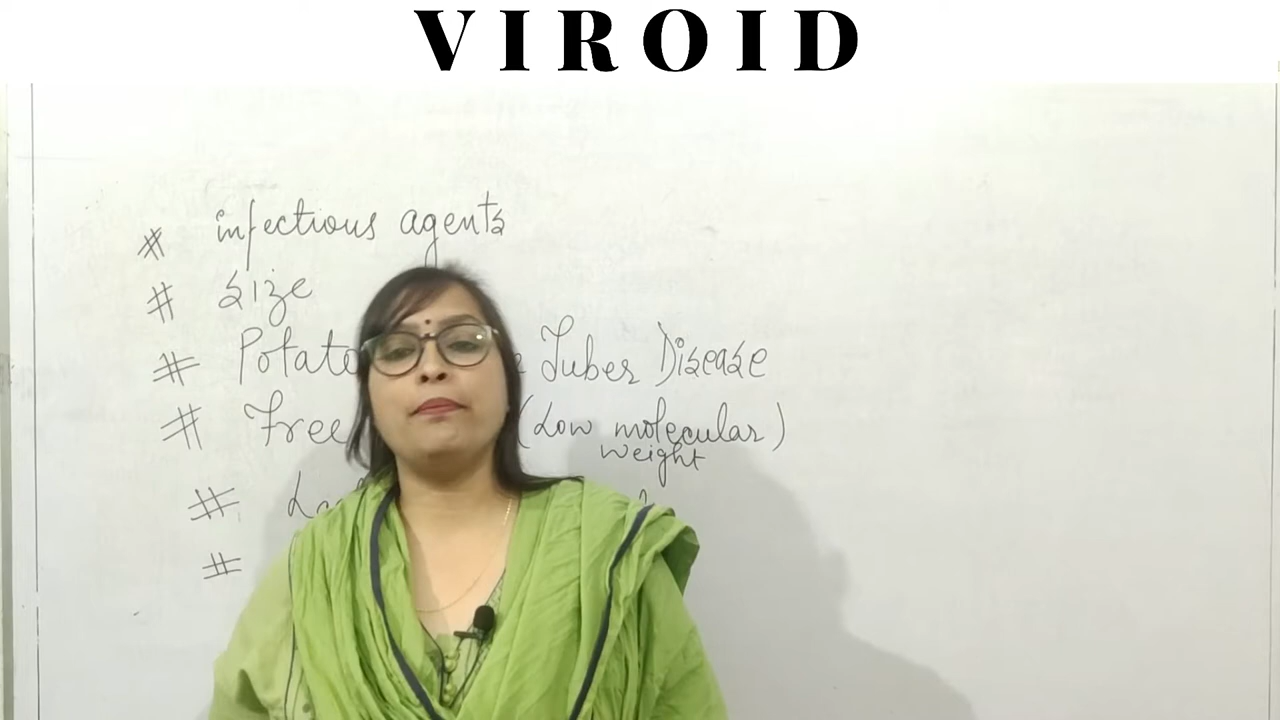 VIROID
# infectious agents
# Size
# Potato Tuber Disease
# Free (Low molecular)
weight
#
#